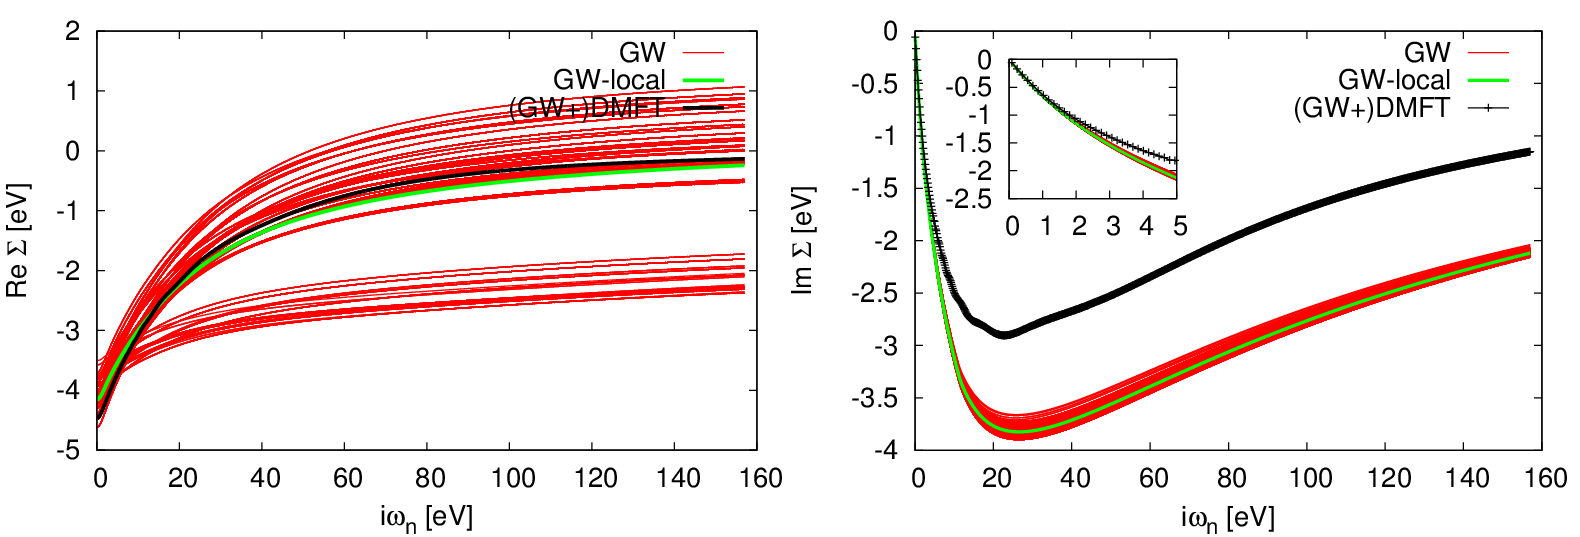 2
1
0
-1
-2
-3
-4
-5
0 20 40 60 80 100 120 140 160
Re Σ [eV]
iωn [eV]
GW
GW-local
(GW+)DMFT
0
-0.5
-1
-1.5
-2
-2.5
-3
-3.5
-4
0 20 40 60 80 100 120 140 160
Im Σ [eV]
iωn [eV]
GW
GW-local
(GW+)DMFT
0
-0.5
-1
-1.5
-2
-2.5
0 1 2 3 4 5